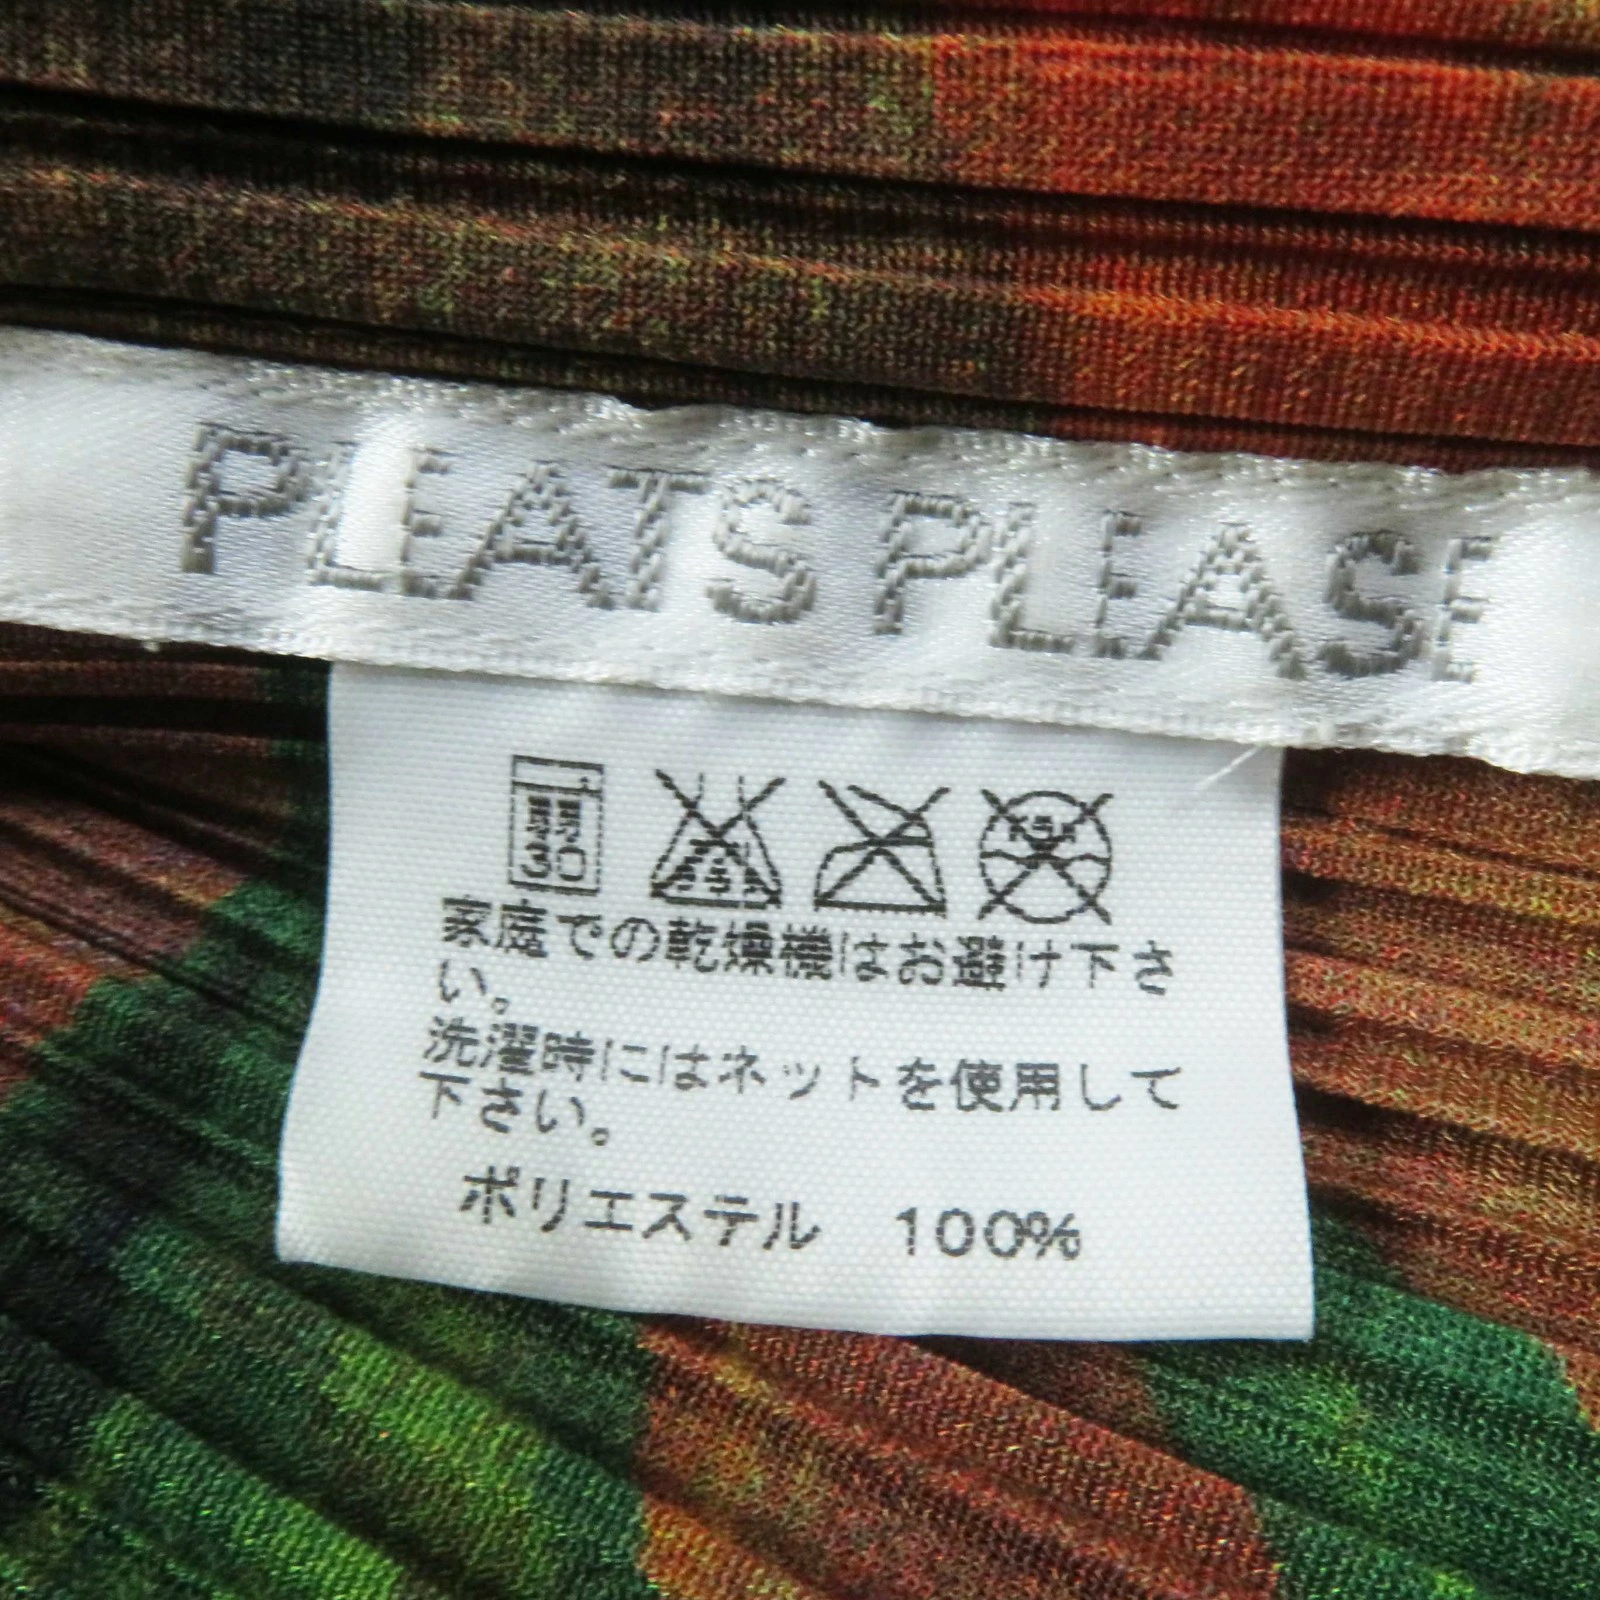 PLEATS PLEASE
家庭での乾燥機はお避け下さ
い。
洗濯時にはネットを使用して
下さい。
ポリエステル 100%